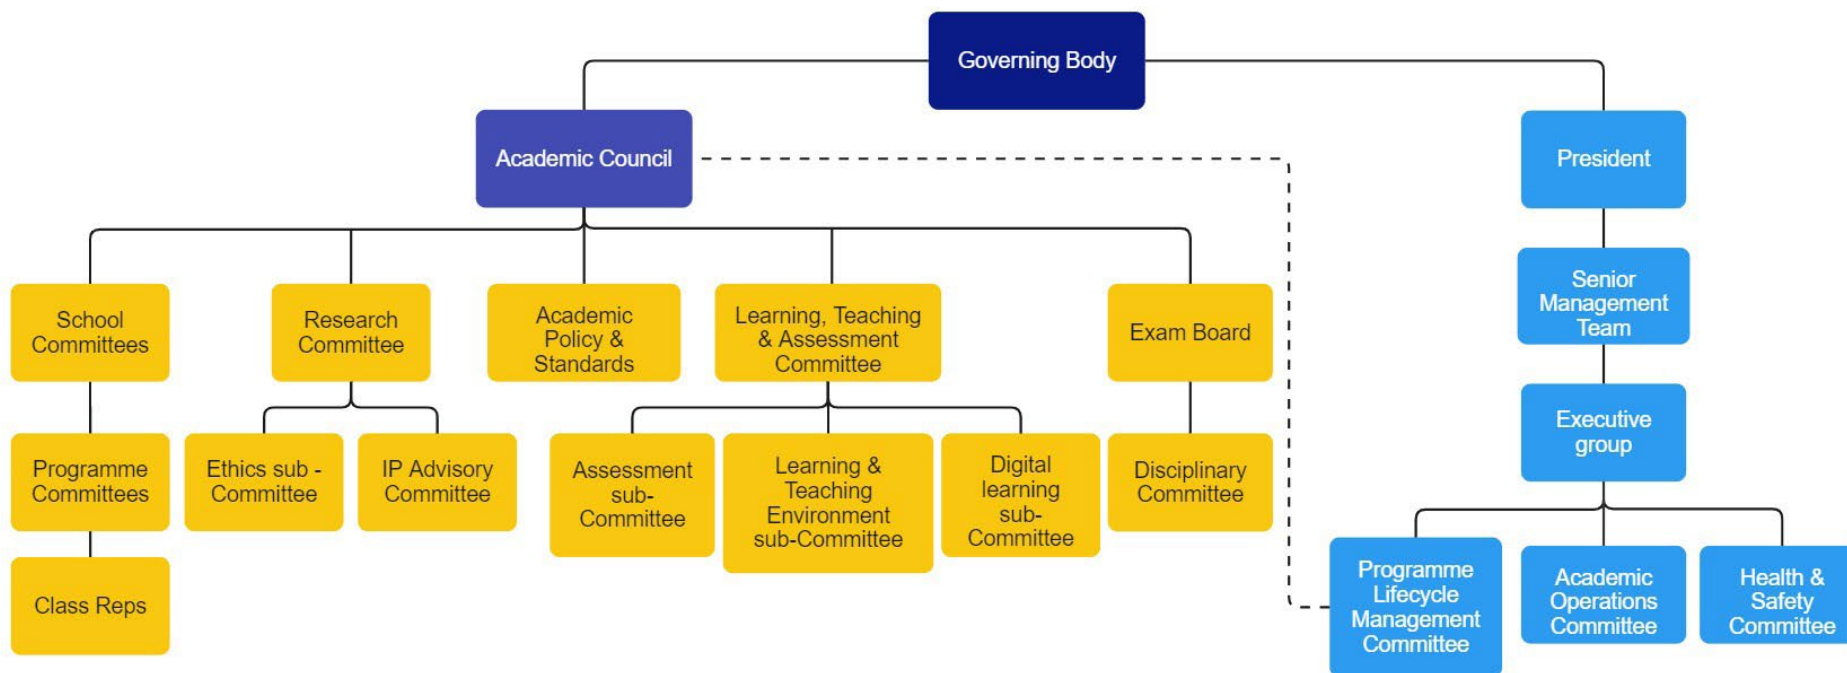 Governing Body
Academic Council
President
Senior
Management
Team
School
Committees
Research
Committee
Academic
Policy &
Standards
Learning, Teaching
& Assessment
Committee
Exam Board
Executive
group
Programme
Committees
Ethics sub -
Committee
IP Advisory
Committee
Assessment
sub-
Committee
Learning &
Teaching
Environment
sub-Committee
Digital
learning
sub-
Committee
Disciplinary
Committee
Class Reps
Programme
Lifecycle
Management
Committee
Academic
Operations
Committee
Health &
Safety
Committee